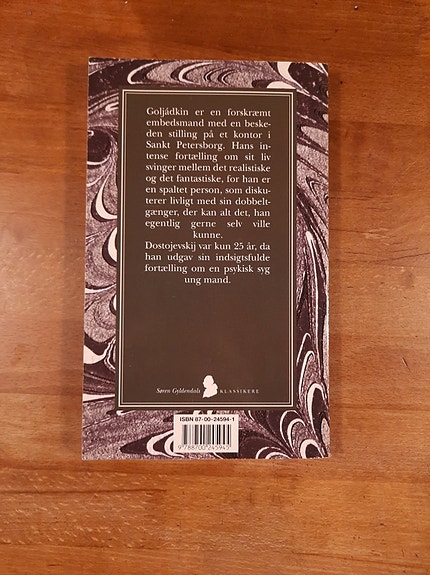 Goljádkin er en forskræmt
embedsmand med en beske-
den stilling på et kontor i
Sankt Petersborg. Hans in-
tense fortælling om sit liv
svinger mellem det realistiske
og det fantastiske, for han er
en spaltet person, som disku-
terer livligt med sin dobbelt-
gænger, der kan alt det, han
egentlig gerne selv ville
kunne.
Dostojevskij var kun 25 år, da
han udgav sin indsigtsfulde
fortælling om en psykisk syg
ung mand.
Søren Gyldendals KLASSIKERE
ISBN 87-00-24594-1
9 788700 245945